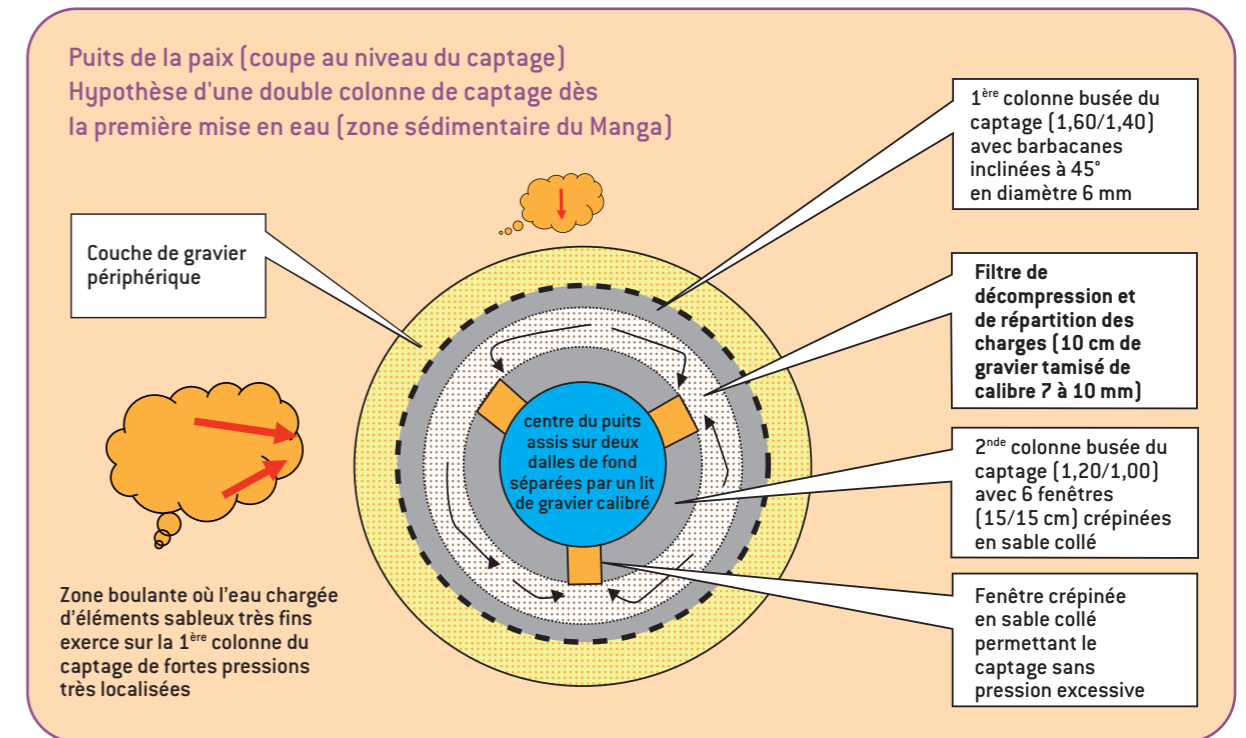 Puits de la paix (coupe au niveau du captage)
Hypothèse d'une double colonne de captage dès
la première mise en eau (zone sédimentaire du Manga)
Couche de gravier
périphérique
Zone boulante où l'eau chargée
d'éléments sableux très fins
exerce sur la 1ère colonne du
captage de fortes pressions
très localisées
centre du puits
assis sur deux
dalles de fond
séparées par un lit
de gravier calibré
1ère colonne busée du
captage (1,60/1,40)
avec barbacanes
inclinées à 45°
en diamètre 6 mm
Filtre de
décompression et
de répartition des
charges (10 cm de
gravier tamisé de
calibre 7 à 10 mm)
2nde colonne busée du
captage (1,20/1,00)
avec 6 fenêtres
(15/15 cm) crépinées
en sable collé
Fenêtre crépinée
en sable collé
permettant le
captage sans
pression excessive